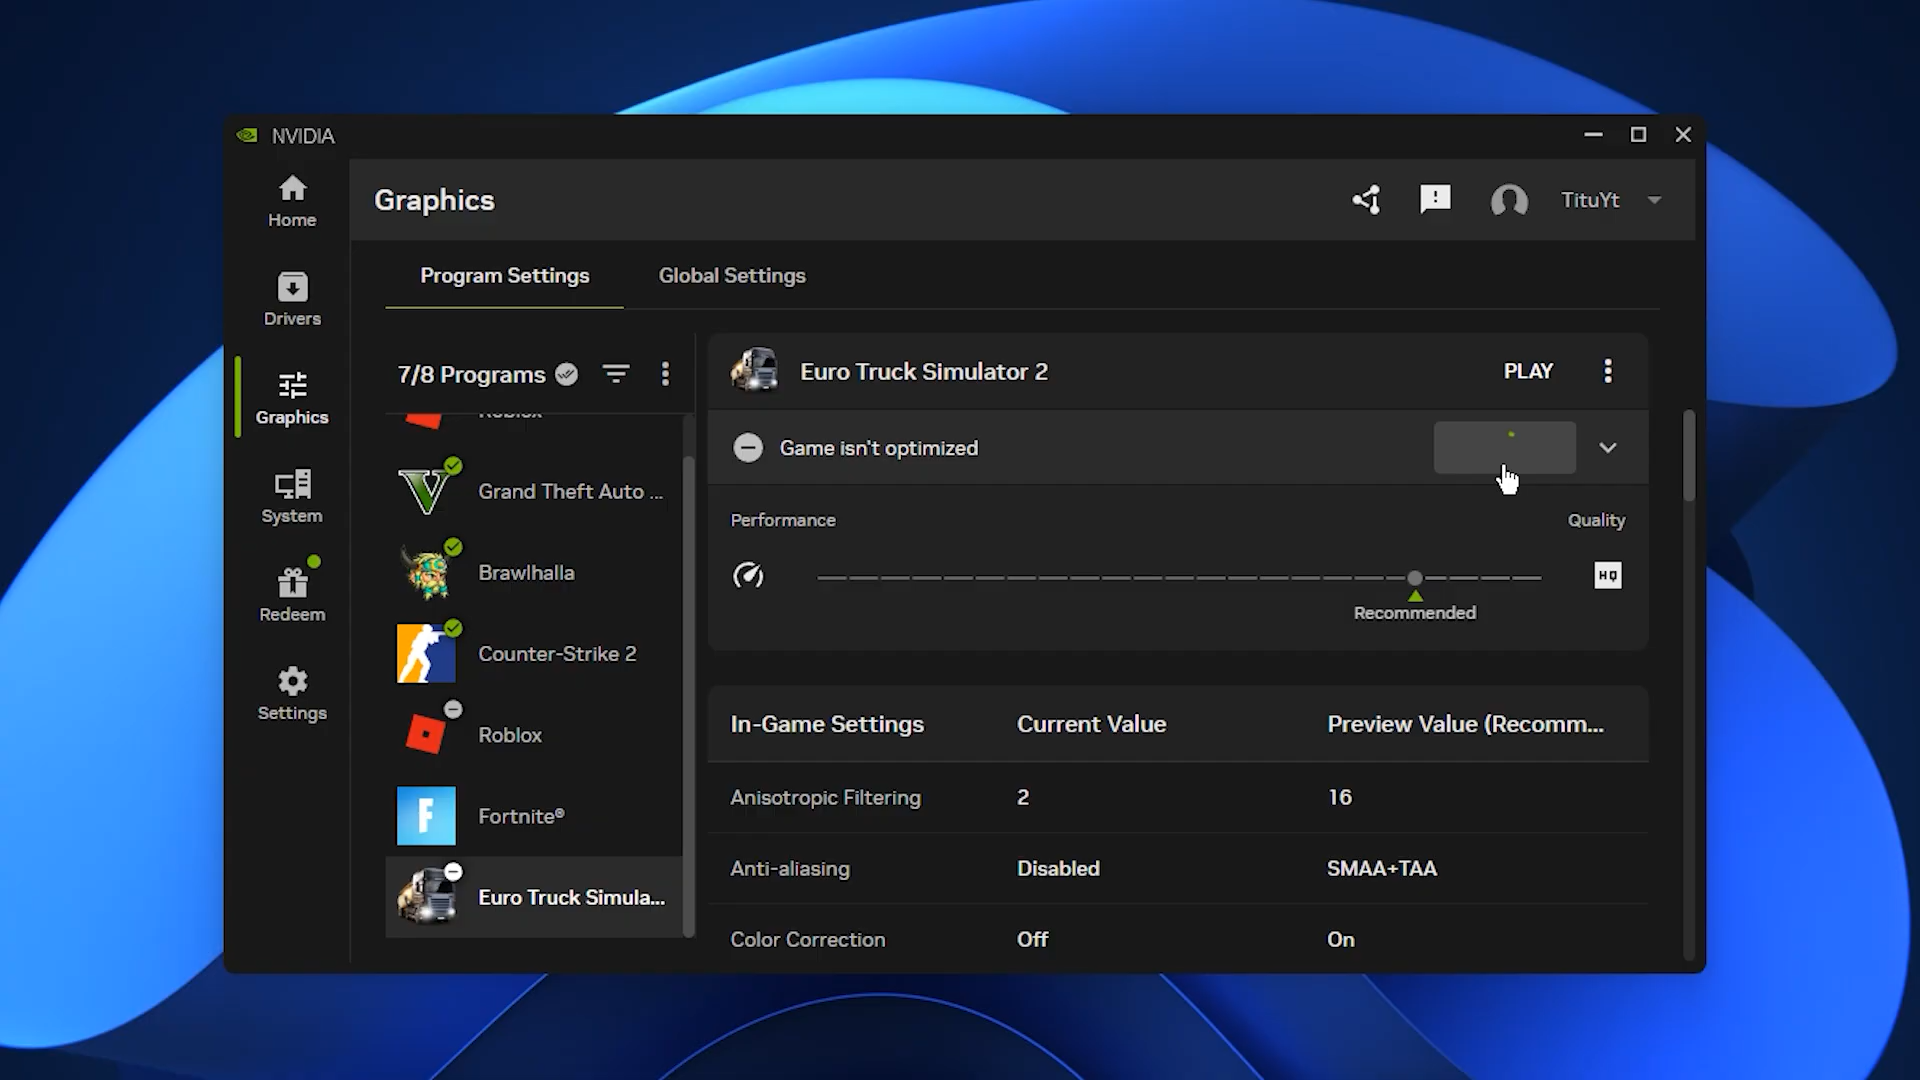 NVIDIA
Home
Drivers
Graphics
System
Redeem
Settings
Graphics
TituYt
Program Settings
Global Settings
7/8 Programs
Roblox
Grand Theft Auto ...
Brawlhalla
Counter-Strike 2
Roblox
Fortnite®
Euro Truck Simula...
Euro Truck Simulator 2
PLAY
Game isn't optimized
Performance
Quality
HQ
Recommended
In-Game Settings
Current Value
Preview Value (Recomm...
Anisotropic Filtering
2
16
Anti-aliasing
Disabled
SMAA+TAA
Color Correction
Off
On